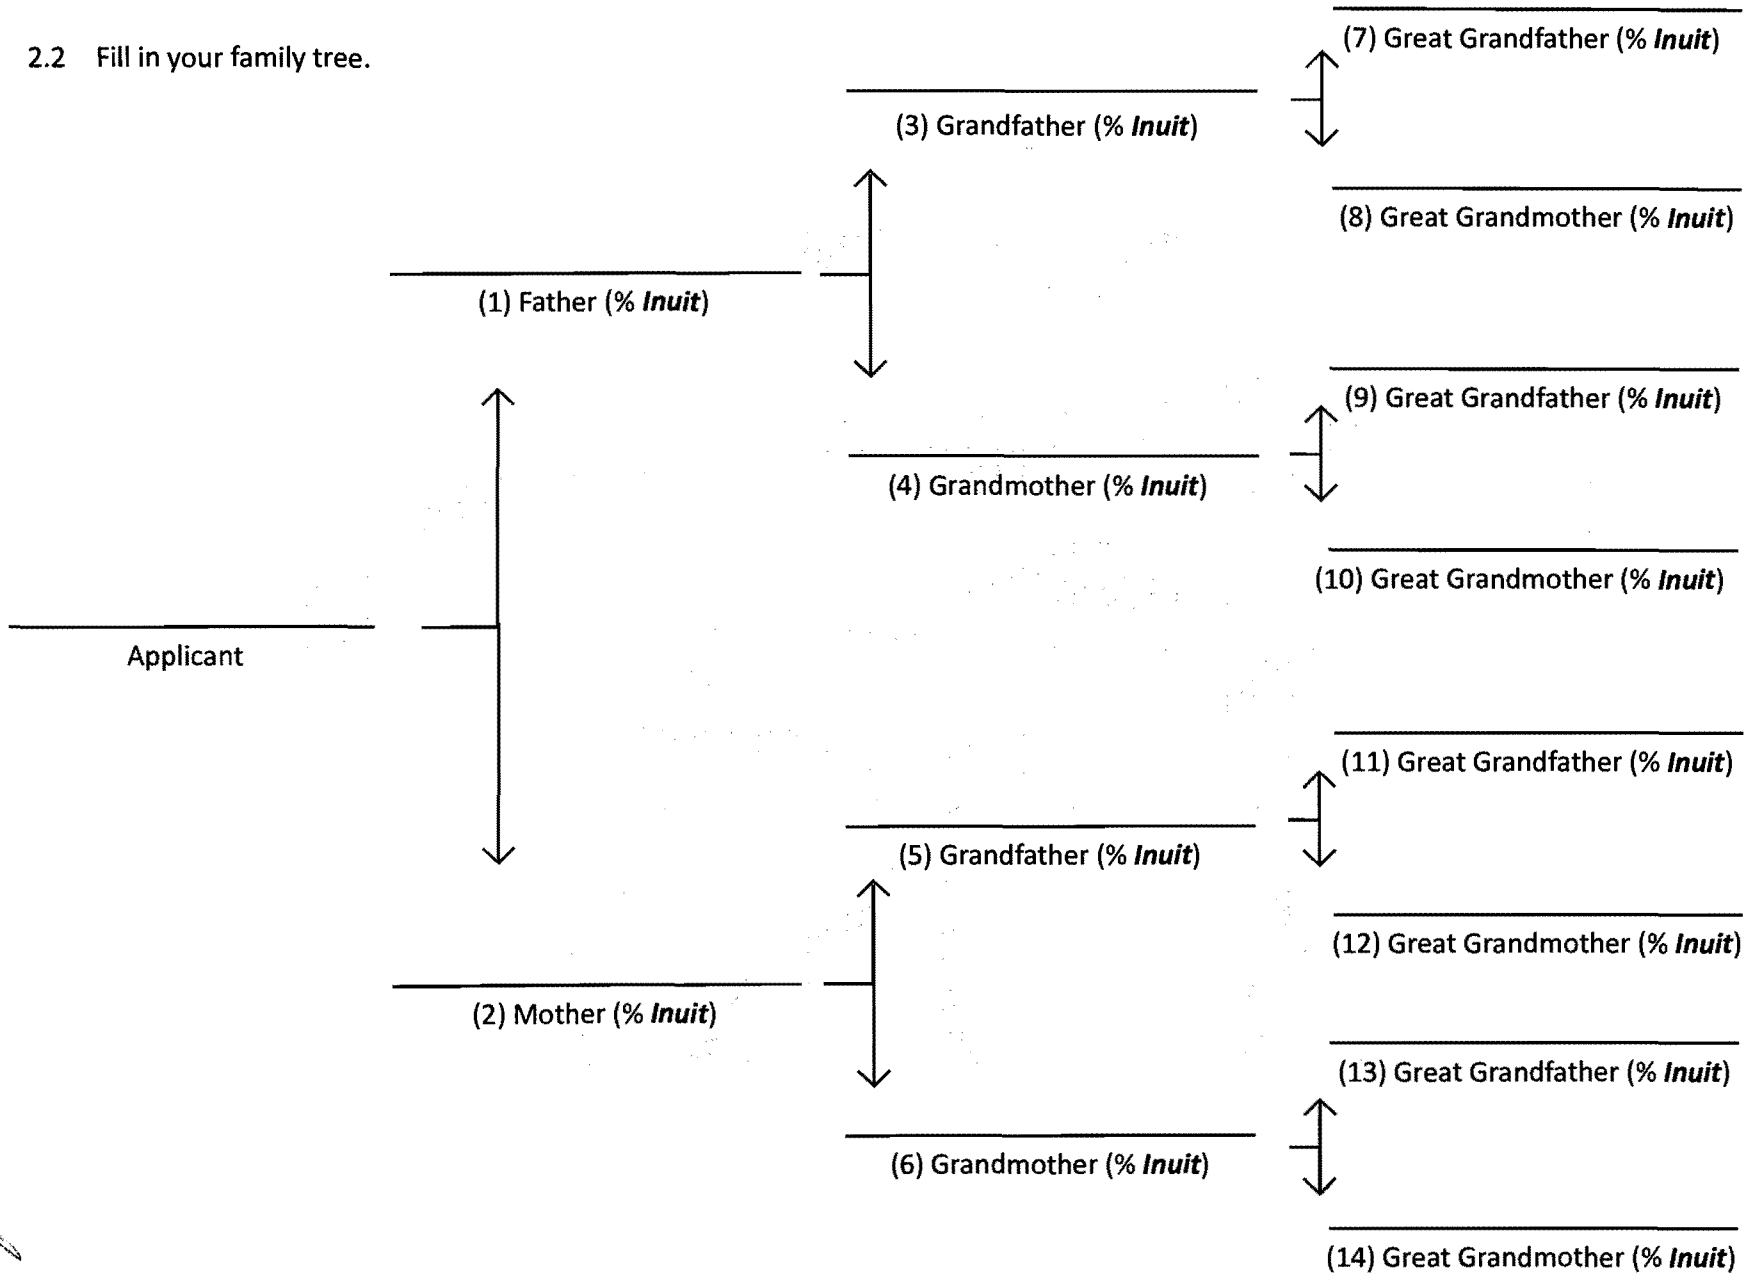 2.2 Fill in your family tree.
(7) Great Grandfather (% Inuit)
(3) Grandfather (% Inuit)
(8) Great Grandmother (% Inuit)
(1) Father (% Inuit)
(9) Great Grandfather (% Inuit)
(4) Grandmother (% Inuit)
(10) Great Grandmother (% Inuit)
Applicant
(11) Great Grandfather (% Inuit)
(5) Grandfather (% Inuit)
(12) Great Grandmother (% Inuit)
(2) Mother (% Inuit)
(13) Great Grandfather (% Inuit)
(6) Grandmother (% Inuit)
(14) Great Grandmother (% Inuit)